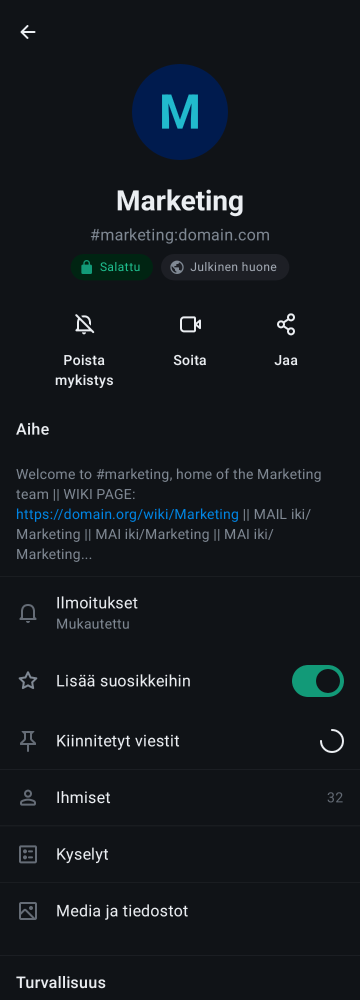 M
Marketing
#marketing:domain.com
Salattu
Julkinen huone
Poista
mykistys
Soita
Jaa
Aihe
Welcome to #marketing, home of the Marketing
team || WIKI PAGE:
https://domain.org/wiki/Marketing || MAIL iki/
Marketing || MAI iki/Marketing || MAI iki/
Marketing...
Ilmoitukset
Mukautettu
Lisää suosikkeihin
Kiinnitetyt viestit
Ihmiset 32
Kyselyt
Media ja tiedostot
Turvallisuus